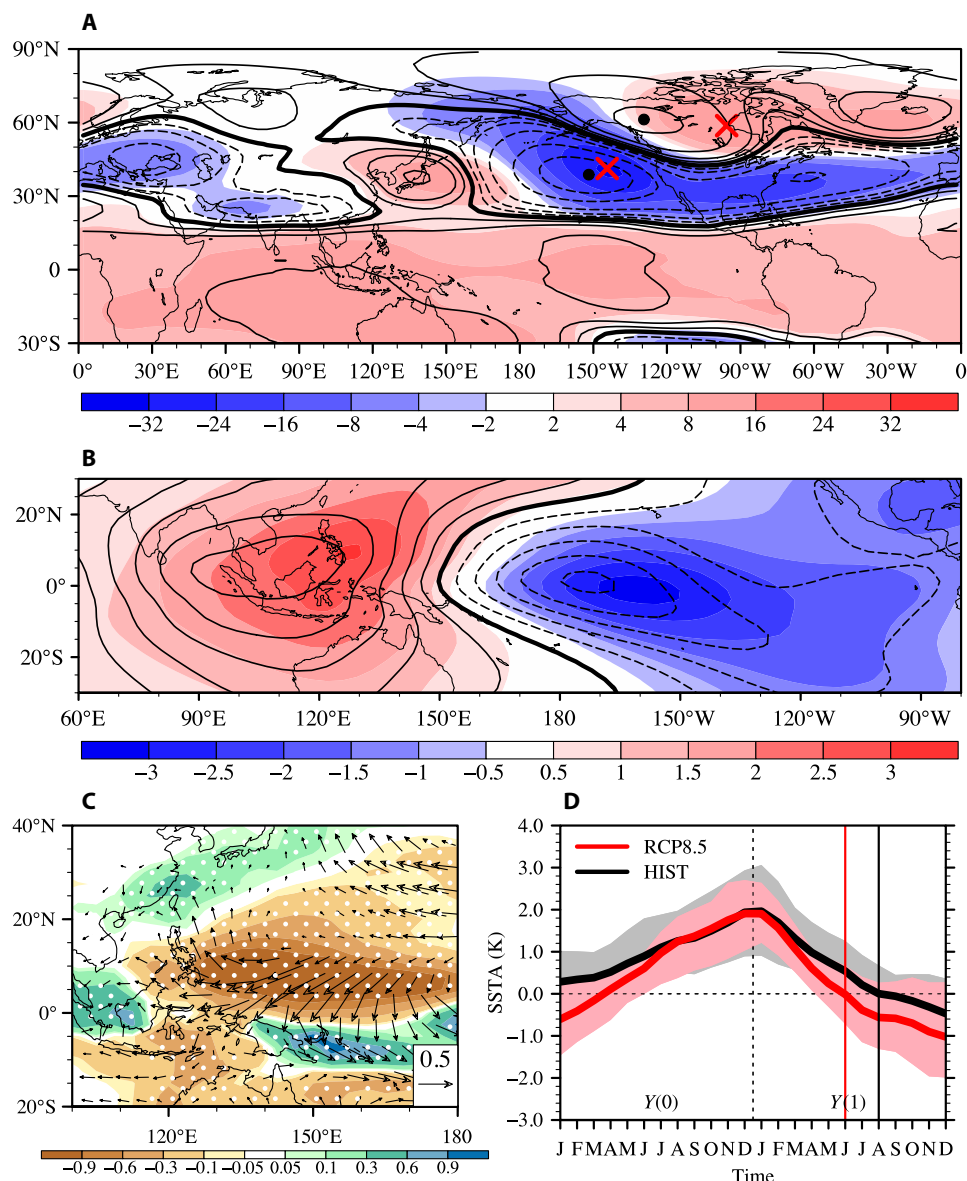 A
90°N
60°N
30°N
0
30°S
0° 30°E 60°E 90°E 120°E 150°E 180 150°W 120°W 90°W 60°W 30°W 0
−32 −24 −16 −8 −4 −2 2 4 8 16 24 32
B
20°N
0°
20°S
60°E 90°E 120°E 150°E 180° 150°W 120°W 90°W
−3 −2.5 −2 −1.5 −1 −0.5 0.5 1 1.5 2 2.5 3
C
40°N
20°N
0°
20°S
0.5
120°E 150°E 180
−0.9 −0.6 −0.3 −0.1 −0.05 0.05 0.1 0.3 0.6 0.9
D
4.0
3.0
2.0
1.0
0.0
−1.0
−2.0
−3.0
SSTA (K)
RCP8.5
HIST
Y(0) Y(1)
J F M A M J J A S O N D J F M A M J J A S O N D
Time